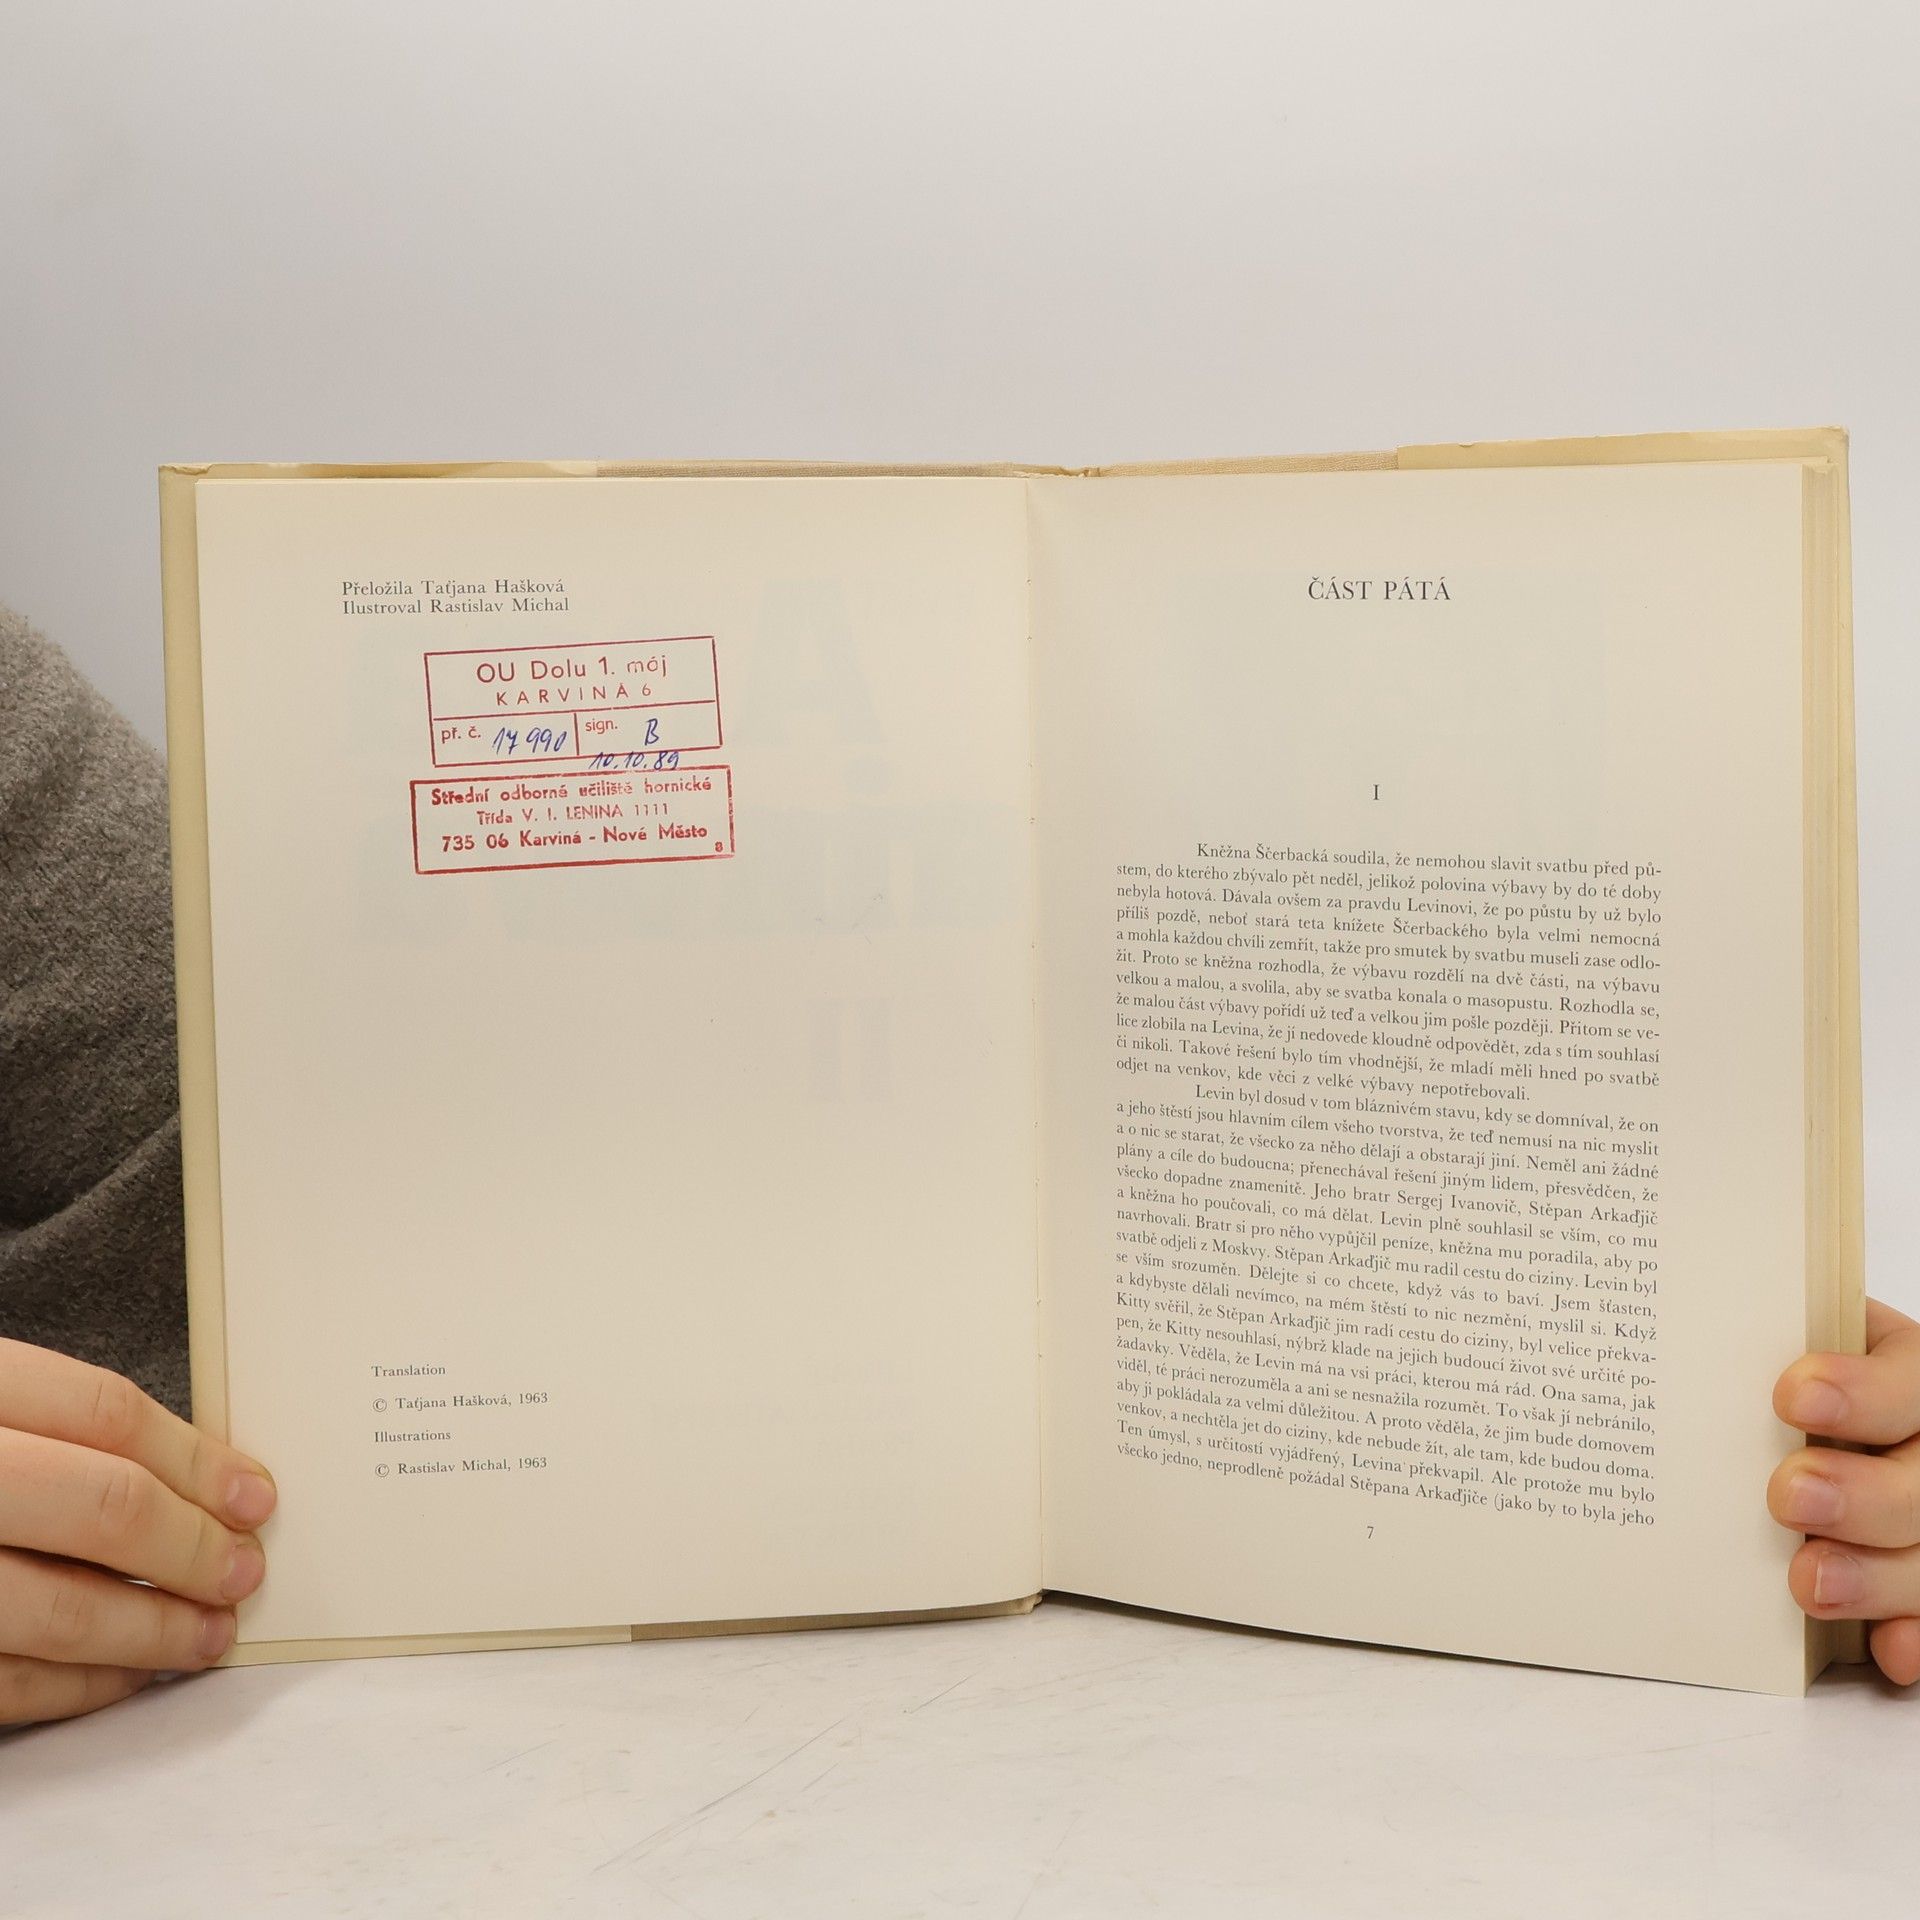 Přeložila Taťjana Hašková
Ilustroval Rastislav Michal
OU Dolu 1. máj
KARVINÁ 6
př. č. 17 990 sign. B
10.10.89
Střední odborné učiliště hornické
Třída V. I. LENINA 1111
735 06 Karviná - Nové Město
8
Translation
© Taťjana Hašková, 1963
Illustrations
© Rastislav Michal, 1963
ČÁST PÁTÁ
I
Kněžna Ščerbacká soudila, že nemohou slavit svatbu před pů-
stem, do kterého zbývalo pět neděl, jelikož polovina výbavy by do té doby
nebyla hotová. Dávala ovšem za pravdu Levinovi, že po půstu by už bylo
příliš pozdě, neboť stará teta knížete Ščerbackého byla velmi nemocná
a mohla každou chvíli zemřít, takže pro smutek by svatbu museli zase odlo-
žit. Proto se kněžna rozhodla, že výbavu rozdělí na dvě části, na výbavu
velkou a malou, a svolila, aby se svatba konala o masopustu. Rozhodla se,
že malou část výbavy pořídí už teď a velkou jim pošle později. Přitom se ve-
lice zlobila na Levina, že jí nedovede kloudně odpovědět, zda s tím souhlasí
či nikoli. Takové řešení bylo tím vhodnější, že mladí měli hned po svatbě
odjet na venkov, kde věci z velké výbavy nepotřebovali.
Levin byl dosud v tom bláznivém stavu, kdy se domníval, že on
a jeho štěstí jsou hlavním cílem všeho tvorstva, že teď nemusí na nic myslit
a o nic se starat, že všecko za něho dělají a obstarají jiní. Neměl ani žádné
plány a cíle do budoucna; přenechával řešení jiným lidem, přesvědčen, že
všecko dopadne znamenitě. Jeho bratr Sergej Ivanovič, Stěpan Arkaďjič
a kněžna ho poučovali, co má dělat. Levin plně souhlasil se vším, co mu
navrhovali. Bratr si pro něho vypůjčil peníze, kněžna mu poradila, aby po
svatbě odjeli z Moskvy. Stěpan Arkaďjič mu radil cestu do ciziny. Levin byl
se vším srozuměn. Dělejte si co chcete, když vás to baví. Jsem šťasten,
a kdybyste dělali nevímco, na mém štěstí to nic nezmění, myslil si. Když
Kitty svěřil, že Stěpan Arkaďjič jim radí cestu do ciziny, byl velice překva-
pen, že Kitty nesouhlasí, nýbrž klade na jejich budoucí život své určité po-
žadavky. Věděla, že Levin má na vsi práci, kterou má rád. Ona sama, jak
viděl, té práci nerozuměla a ani se nesnažila rozumět. To však jí nebránilo,
aby ji pokládala za velmi důležitou. A proto věděla, že jim bude domovem
venkov, a nechtěla jet do ciziny, kde nebude žít, ale tam, kde budou doma.
Ten úmysl, s určitostí vyjádřený, Levina překvapil. Ale protože mu bylo
všecko jedno, neprodleně požádal Stěpana Arkaďjiče (jako by to byla jeho
7